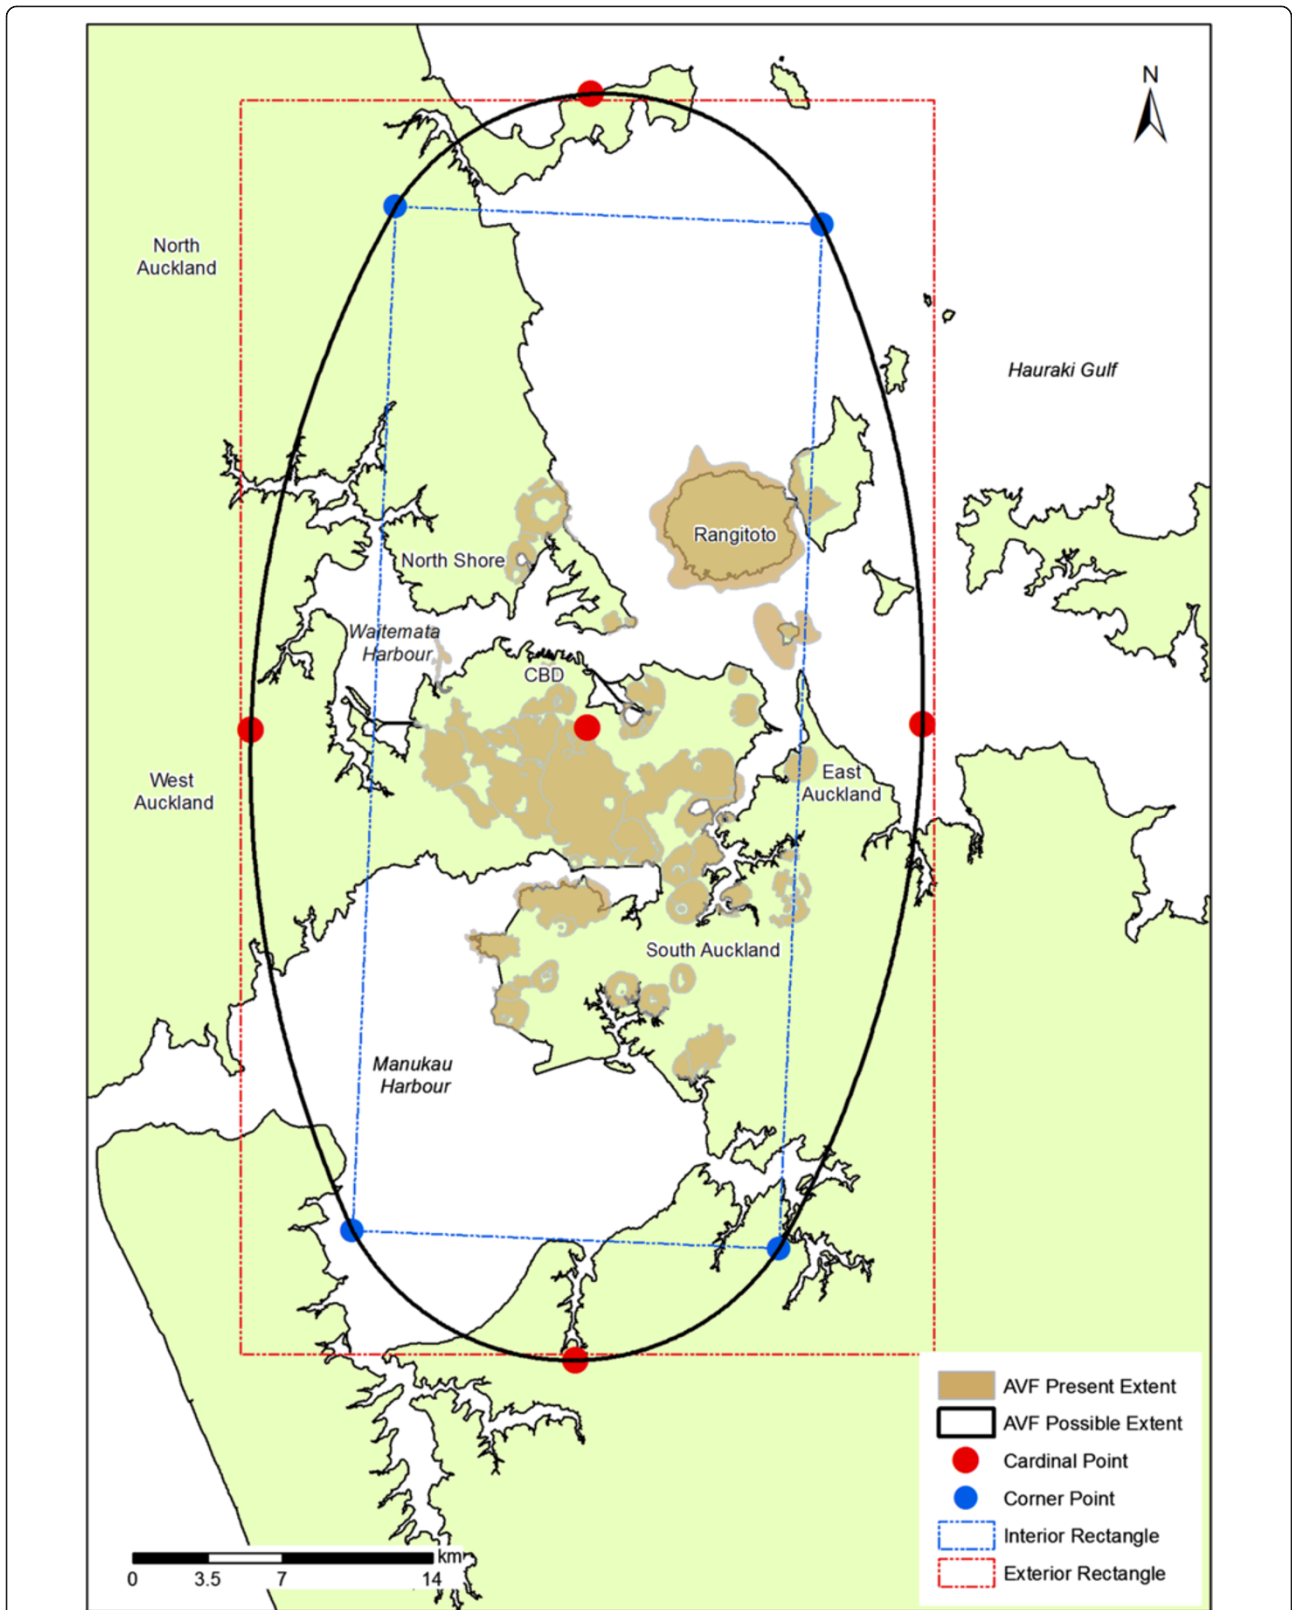 N
North
Auckland
Hauraki Gulf
Rangitoto
North Shore
Waitemata
Harbour
CBD
West
Auckland
East
Auckland
South Auckland
Manukau
Harbour
AVF Present Extent
AVF Possible Extent
Cardinal Point
Corner Point
Interior Rectangle
Exterior Rectangle
km
0 3.5 7 14